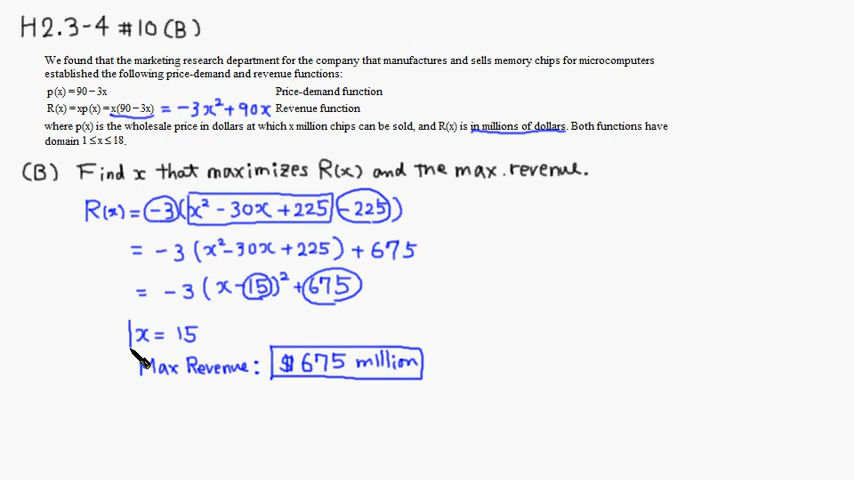 H2.3-4 #10 (B)
We found that the marketing research department for the company that manufactures and sells memory chips for microcomputers
established the following price-demand and revenue functions:
p(x) = 90 – 3x Price-demand function
R(x) = xp(x) = x(90 – 3x) = -3x² + 90x Revenue function
where p(x) is the wholesale price in dollars at which x million chips can be sold, and R(x) is in millions of dollars. Both functions have
domain 1 ≤ x ≤ 18.
(B) Find x that maximizes R(x) and the max. revenue.
R(x) = -3 (x² - 30x + 225 - 225)
= -3 (x² - 30x + 225) + 675
= -3 (x - 15)² + 675
x = 15
Max Revenue: $ 675 million